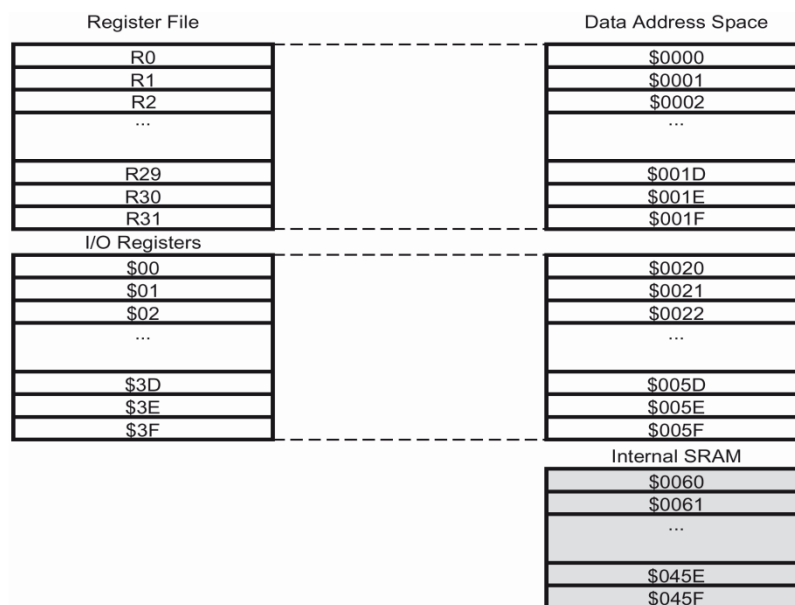 Register File
Data Address Space
R0
$0000
R1
$0001
R2
$0002
...
...
R29
$001D
R30
$001E
R31
$001F
I/O Registers
$00
$0020
$01
$0021
$02
$0022
...
...
$3D
$005D
$3E
$005E
$3F
$005F
Internal SRAM
$0060
$0061
...
$045E
$045F